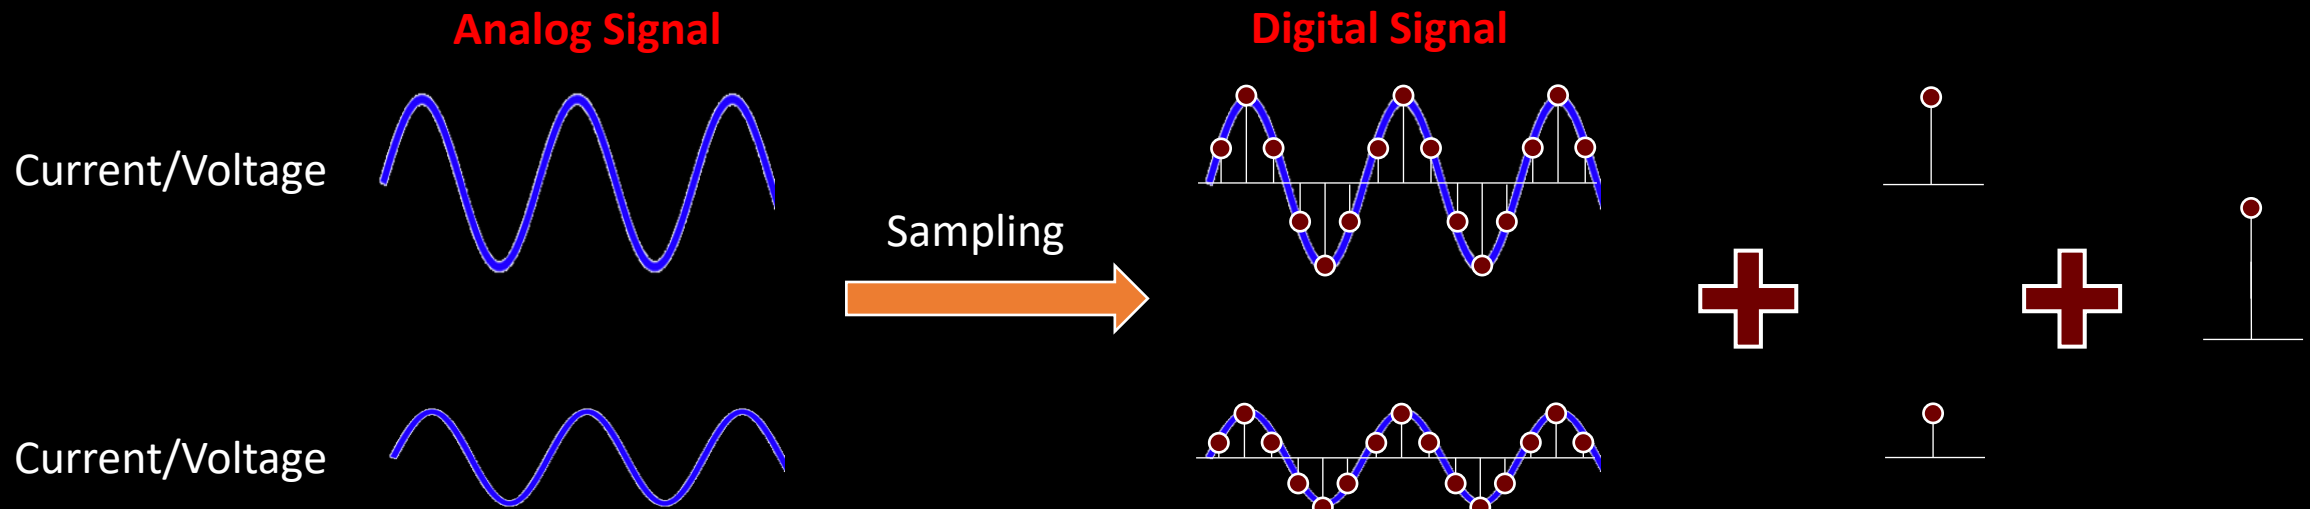 Analog Signal
Digital Signal
Current/Voltage
Sampling
Current/Voltage